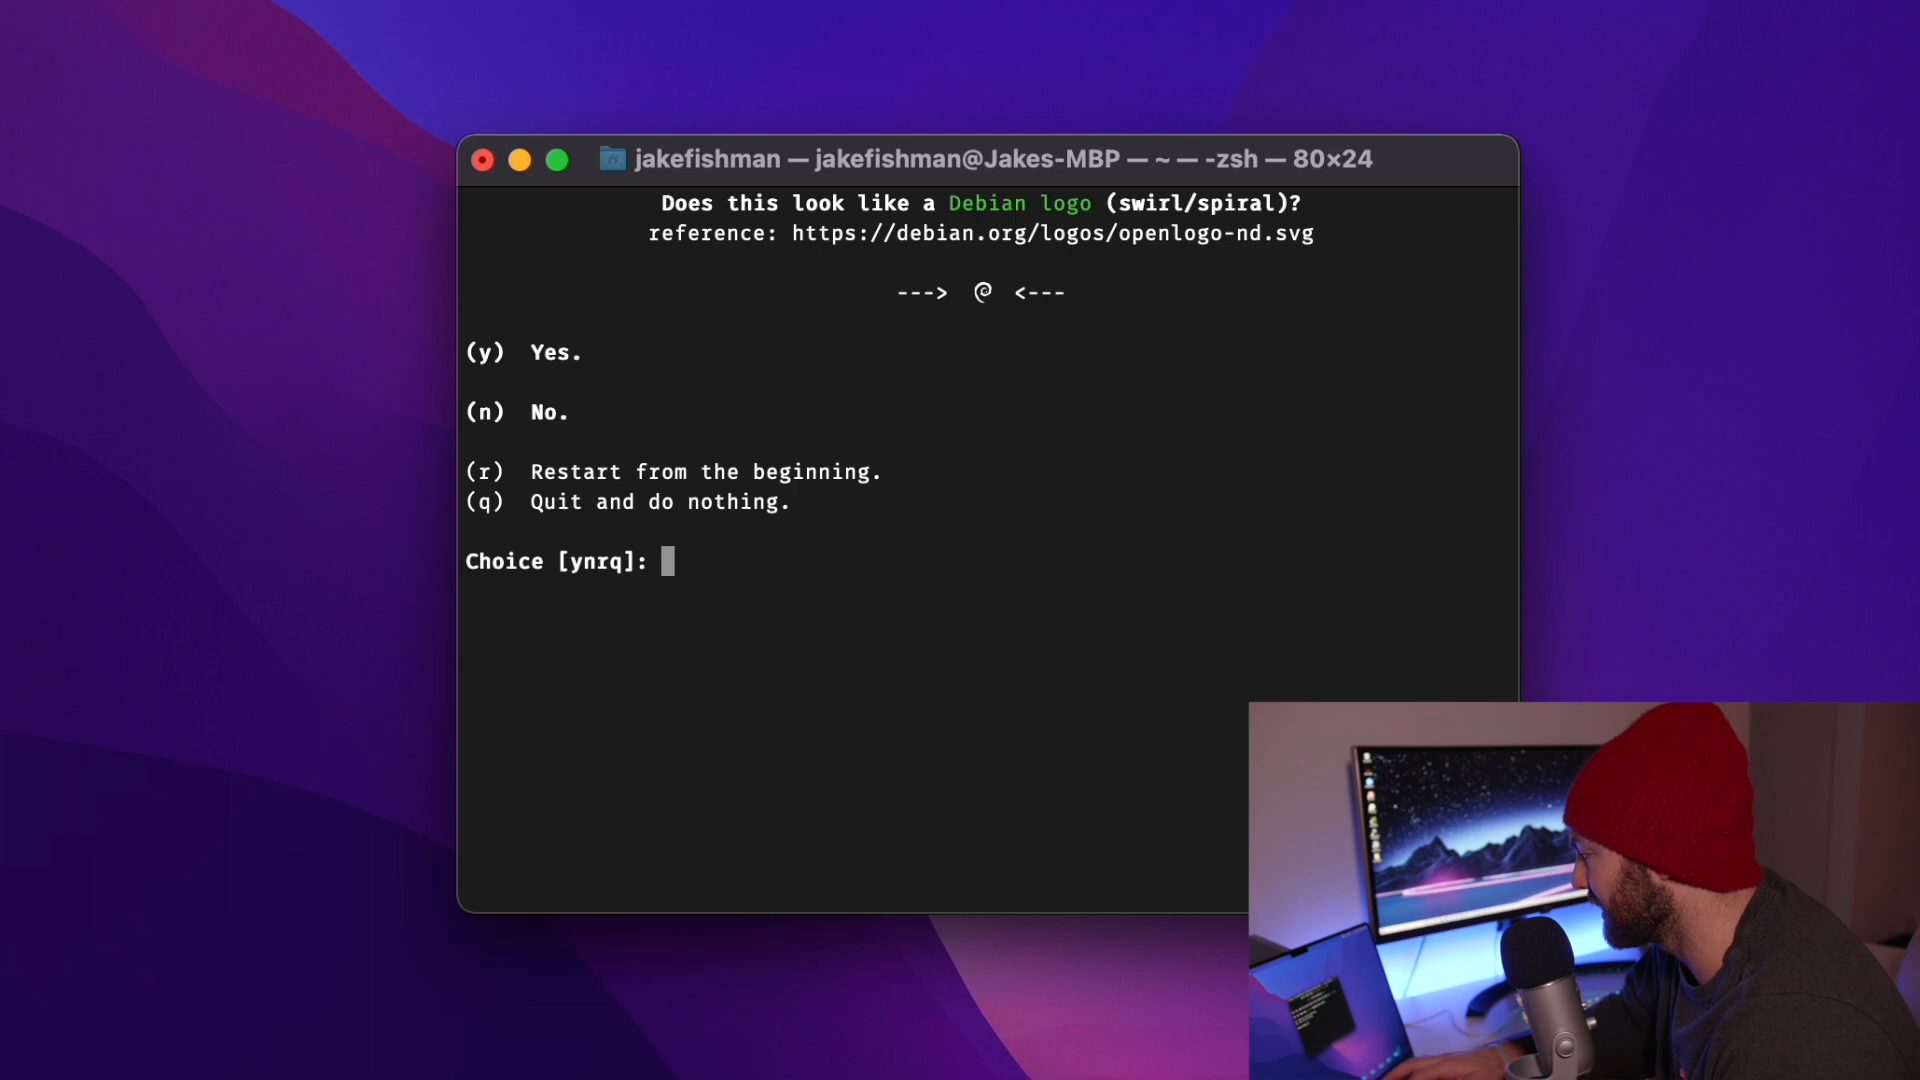 jakefishman — jakefishman@Jakes-MBP — ~ — -zsh — 80×24
Does this look like a Debian logo (swirl/spiral)?
reference: https://debian.org/logos/openlogo-nd.svg
--->  <---
(y) Yes.
(n) No.
(r) Restart from the beginning.
(q) Quit and do nothing.
Choice [ynrq]: